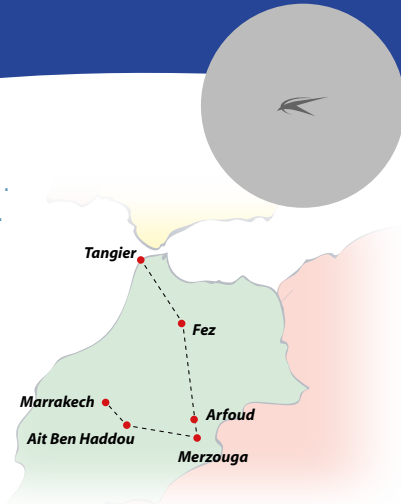 Tangier
Fez
Marrakech
Arfoud
Ait Ben Haddou
Merzouga